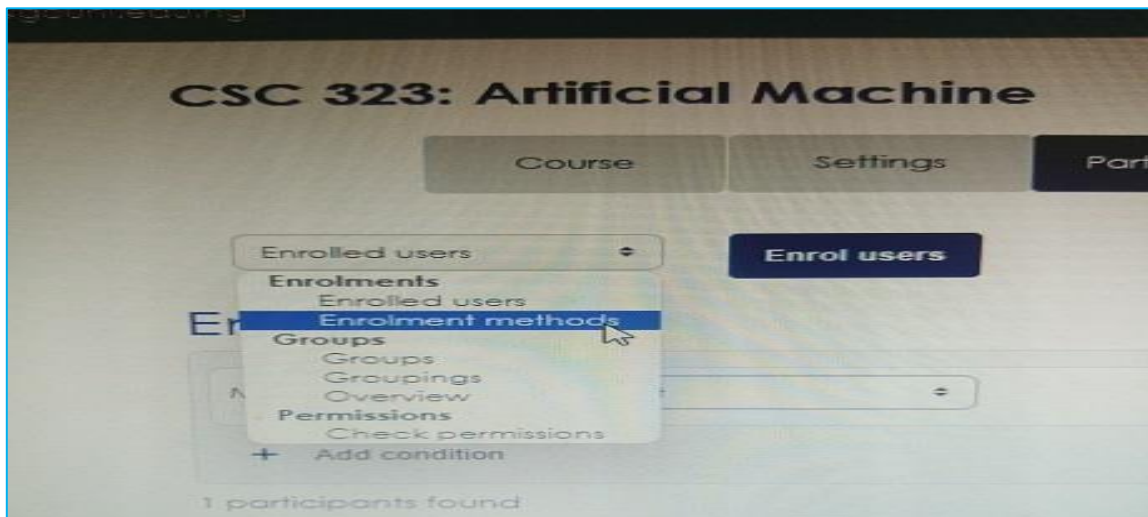 CSC 323: Artificial Machine
Course Settings
Enrolled users Enrol users
Enrolments
Enrolled users
Enrolment methods
Groups
Groups
Groupings
Overview
Permissions
Check permissions
+ Add condition
1 participants found